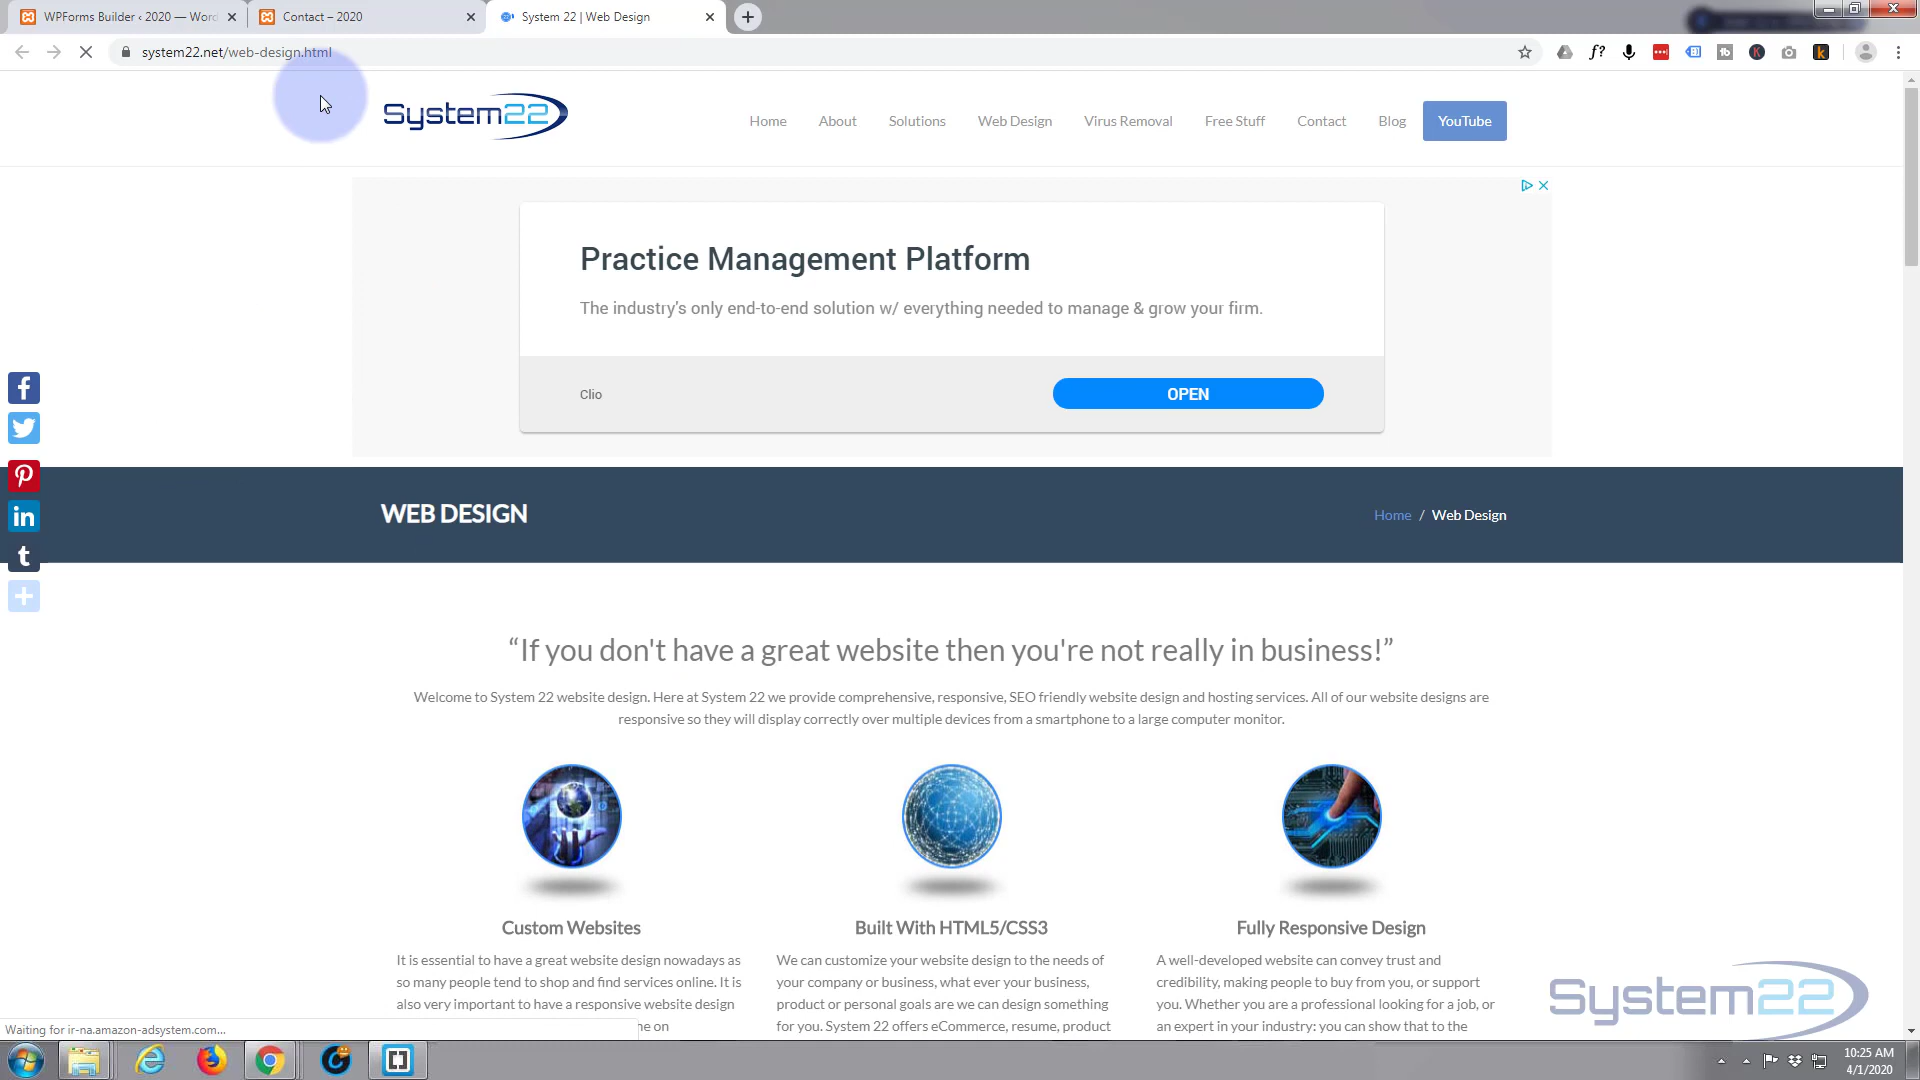 WPForms Builder ‹ 2020 — Word
Contact – 2020
System 22 | Web Design
system22.net/web-design.html
System22
Home
About
Solutions
Web Design
Virus Removal
Free Stuff
Contact
Blog
YouTube
Practice Management Platform
The industry's only end-to-end solution w/ everything needed to manage & grow your firm.
Clio
OPEN
WEB DESIGN
Home / Web Design
“If you don't have a great website then you're not really in business!”
Welcome to System 22 website design. Here at System 22 we provide comprehensive, responsive, SEO friendly website design and hosting services. All of our website designs are
responsive so they will display correctly over multiple devices from a smartphone to a large computer monitor.
Custom Websites
It is essential to have a great website design nowadays as
so many people tend to shop and find services online. It is
also very important to have a responsive website design
ne on
Built With HTML5/CSS3
We can customize your website design to the needs of
your company or business, what ever your business,
product or personal goals are we can design something
for you. System 22 offers eCommerce, resume, product
Fully Responsive Design
A well-developed website can convey trust and
credibility, making people to buy from you, or support
you. Whether you are a professional looking for a job, or
an expert in your industry: you can show that to the
System22
Waiting for ir-na.amazon-adsystem.com...
10:25 AM
4/1/2020